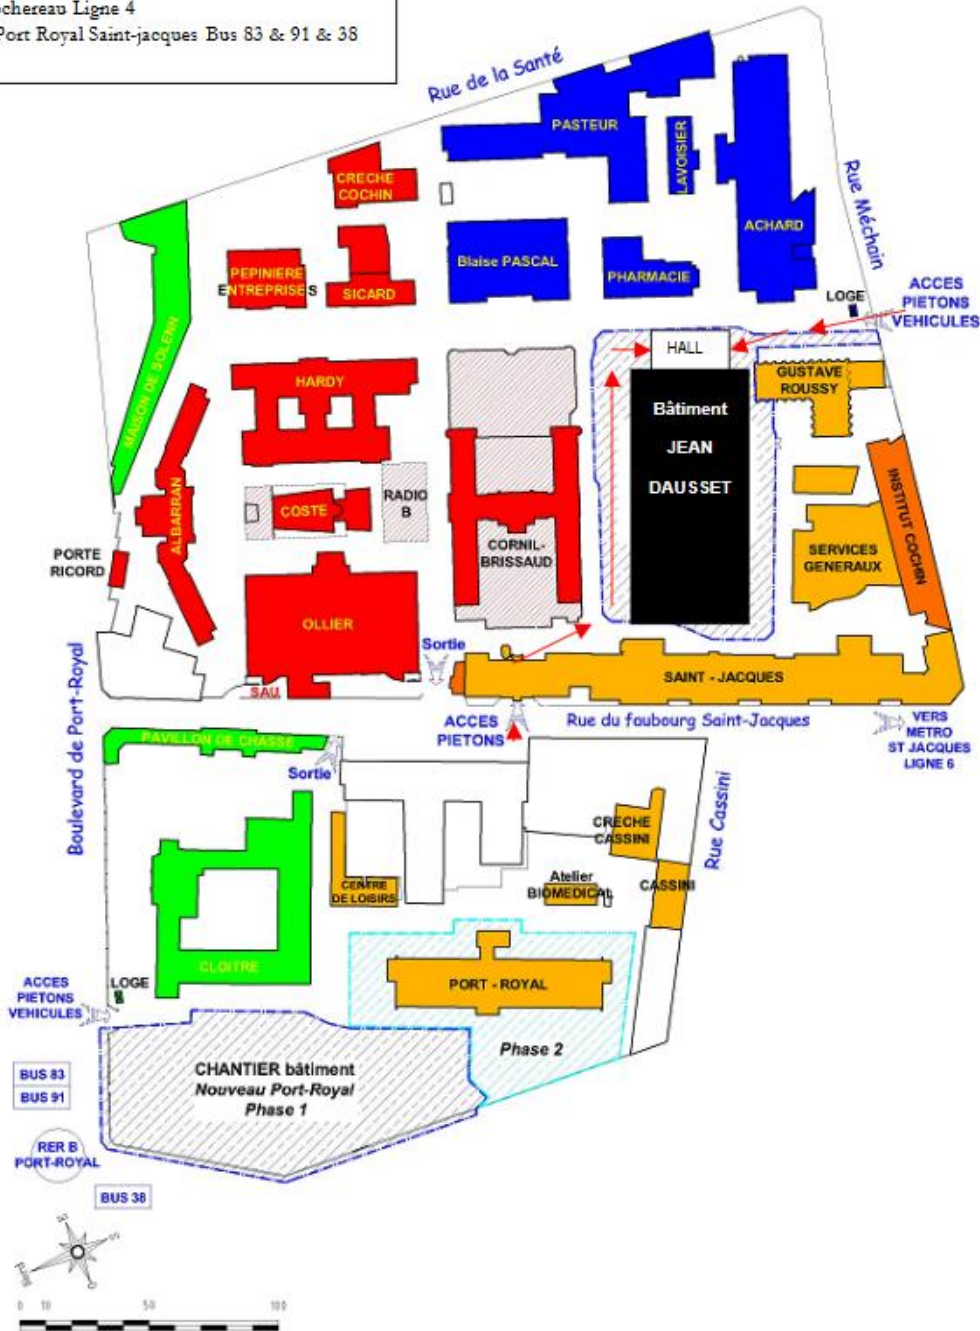 ochereau Ligne 4
Port Royal Saint-jacques Bus 83 & 91 & 38
Rue de la Santé
PASTEUR
LAVOISIER
CRECHE
COCHIN
ACHARD
Rue Méchain
Blaise PASCAL
PHARMACIE
PEPINIERE
ENTREPRISES
SICARD
LOGE
ACCES
PIETONS
VEHICULES
HALL
MAISON DE SOLENN
HARDY
GUSTAVE
ROUSSY
Bâtiment
JEAN
DAUSSET
ALBARRAN
COSTE
RADIO
B
CORNIL-
BRISSAUD
SERVICES
GENERAUX
INSTITUT COCHIN
PORTE
RICORD
OLLIER
Sortie
SAU
SAINT - JACQUES
ACCES
PIETONS
Rue du faubourg Saint-Jacques
VERS
METRO
ST JACQUES
LIGNE 6
Boulevard de Port-Royal
PAVILLON DE CHASSE
Sortie
Rue Cassini
CRECHE
CASSINI
CENTRE
DE LOISIRS
Atelier
BIOMEDICAL
CASSINI
CLOITRE
PORT - ROYAL
LOGE
ACCES
PIETONS
VEHICULES
Phase 2
CHANTIER bâtiment
Nouveau Port-Royal
Phase 1
BUS 83
BUS 91
RER B
PORT-ROYAL
BUS 38
0 10 50 100